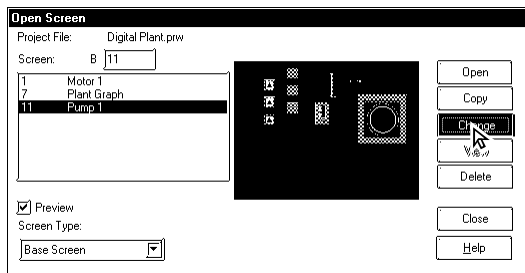 Open Screen
Project File: Digital Plant.prw
Screen: B 11
1 Motor 1
7 Plant Graph
11 Pump 1
Open
Copy
Change
View
Delete
Preview
Screen Type:
Base Screen
Close
Help